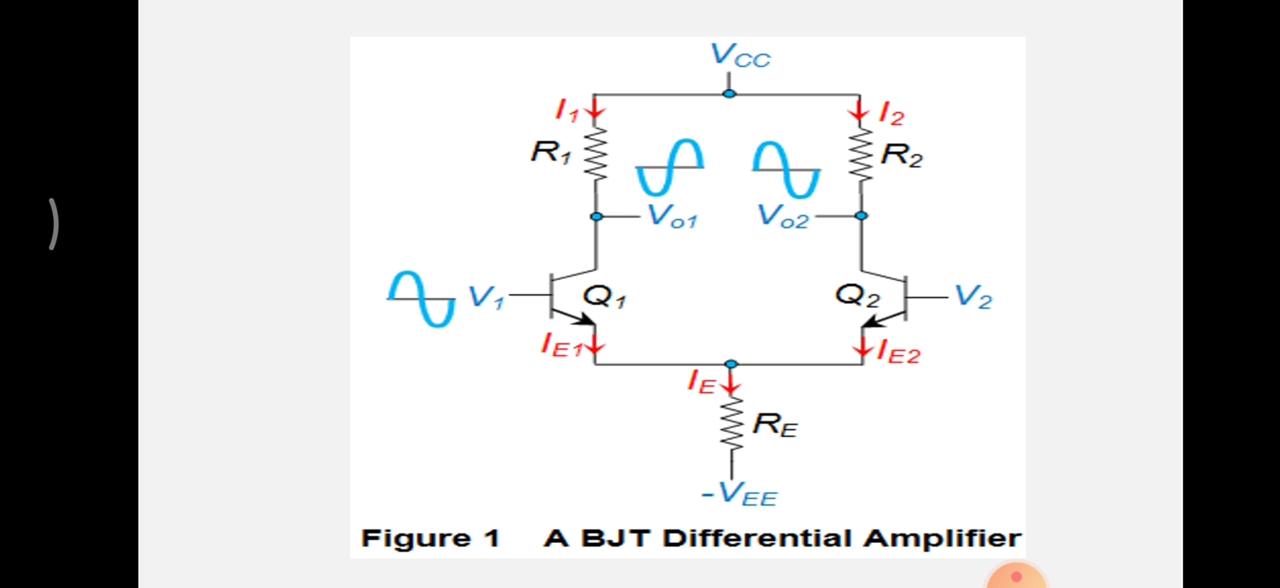 VCC
I1 I2
R1 R2
Vo1 Vo2
V1 Q1 Q2 V2
IE1 IE2
IE
RE
-VEE
Figure 1 A BJT Differential Amplifier